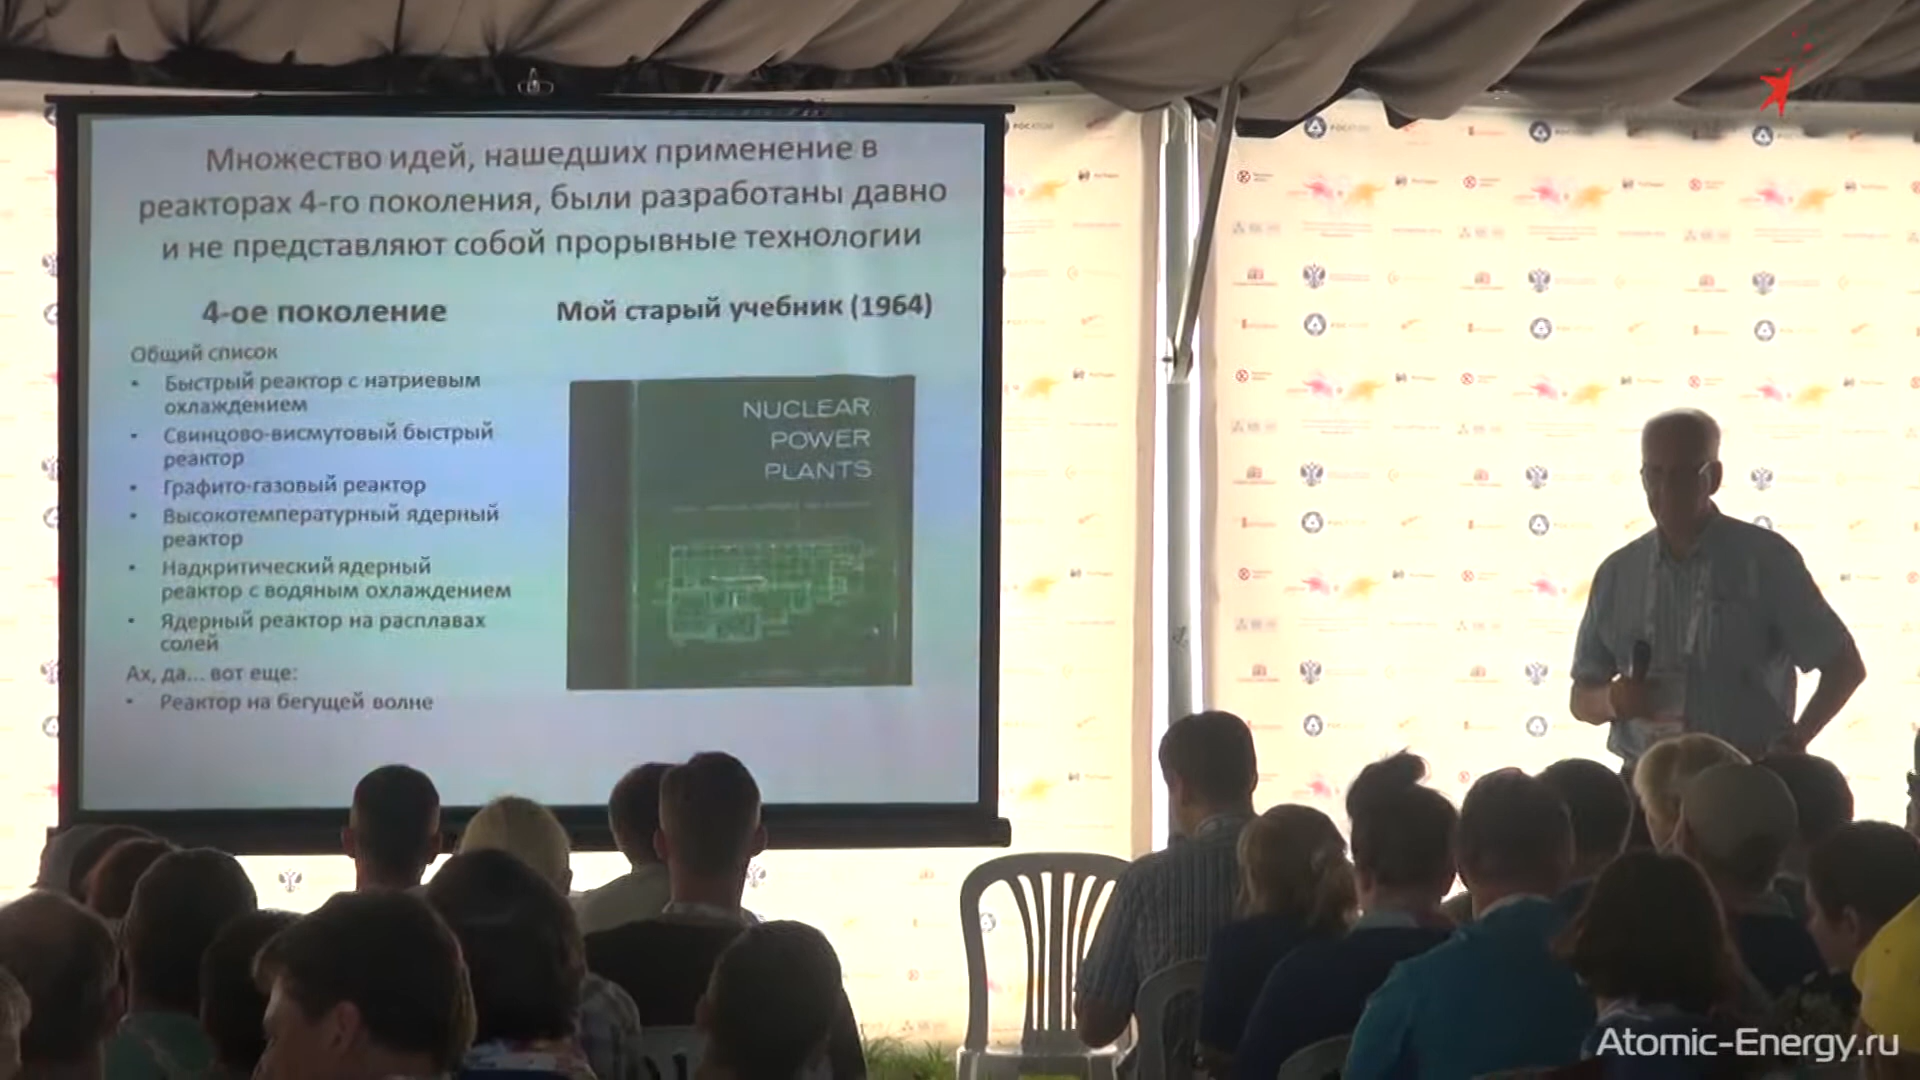 Множество идей, нашедших применение в
реакторах 4-го поколения, были разработаны давно
и не представляют собой прорывные технологии
4-ое поколение
Мой старый учебник (1964)
Общий список
• Быстрый реактор с натриевым
охлаждением
• Свинцово-висмутовый быстрый
реактор
• Графито-газовый реактор
• Высокотемпературный ядерный
реактор
• Надкритический ядерный
реактор с водяным охлаждением
• Ядерный реактор на расплавах
солей
Ах, да... вот еще:
• Реактор на бегущей волне
NUCLEAR
POWER
PLANTS
Atomic-Energy.ru